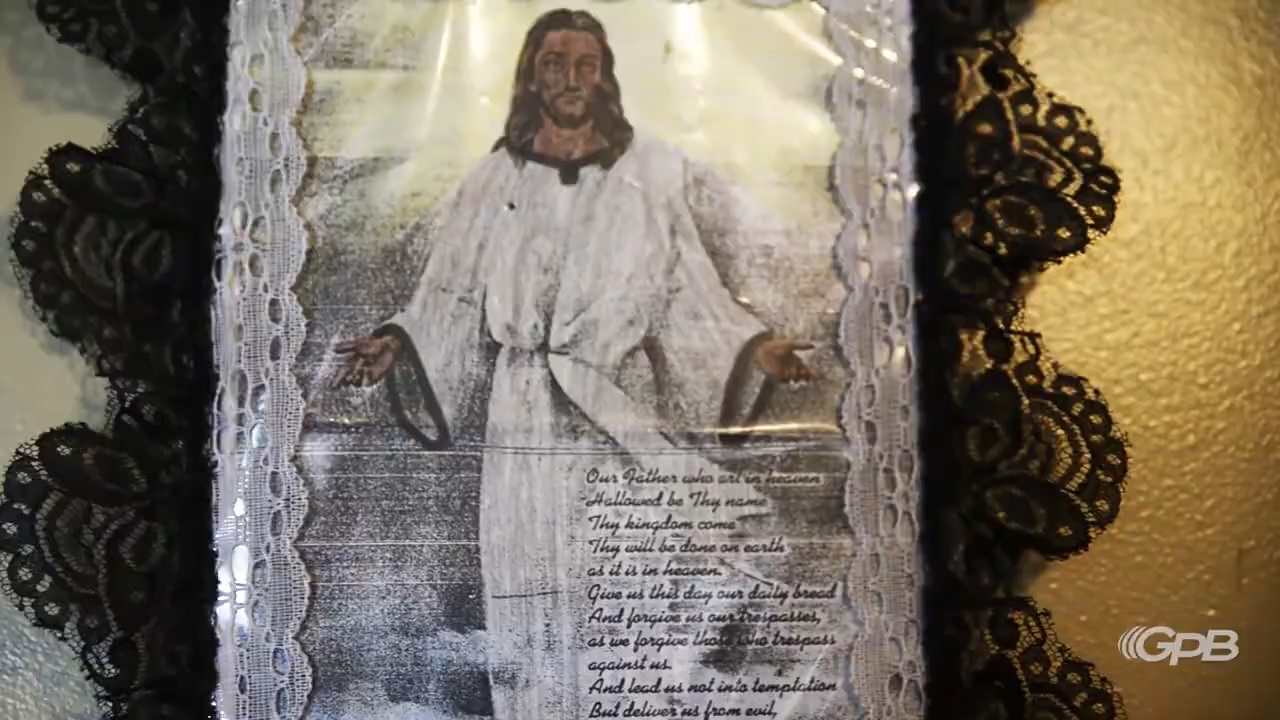 Our Father who art in heaven
Hallowed be Thy name
Thy kingdom come
Thy will be done on earth
as it is in heaven.
Give us this day our daily bread
And forgive us our trespasses,
as we forgive those who trespass
against us.
And lead us not into temptation
But deliver us from evil,
GPB